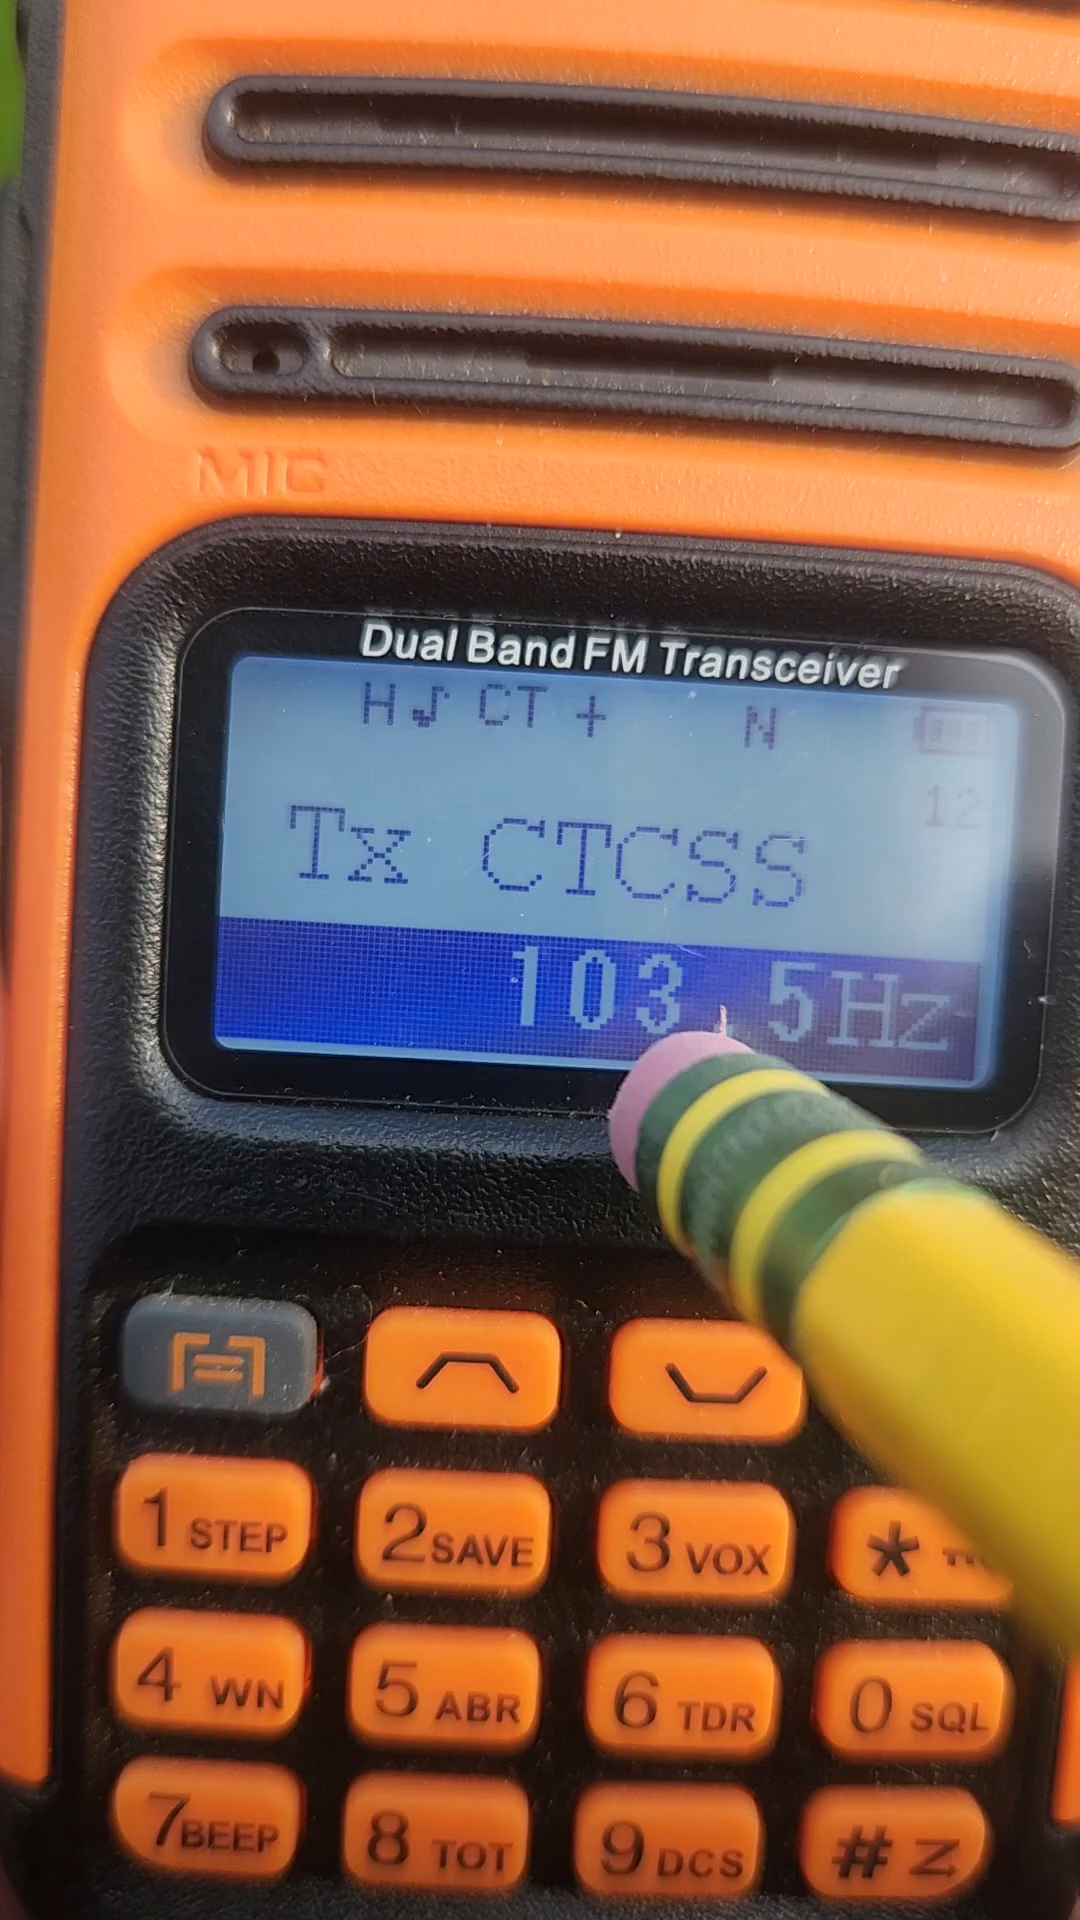 MIC
Dual Band FM Transceiver
H CT + N
12
Tx CTCSS
103.5Hz
1 STEP 2 SAVE 3 VOX *
4 WN 5 ABR 6 TDR 0 SQL
7 BEEP 8 TOT 9 DCS #